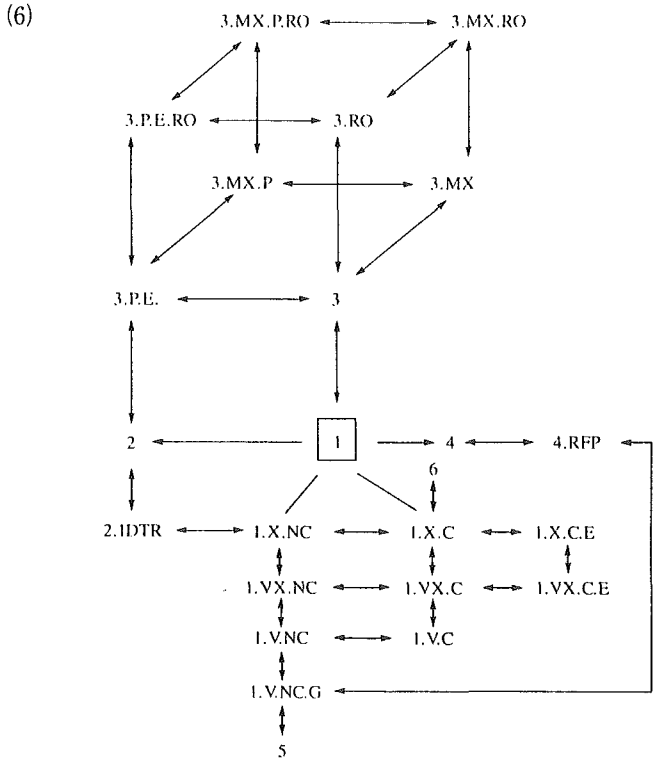 (6)
3.MX.P.RO 3.MX.RO
3.P.E.RO 3.RO
3.MX.P 3.MX
3.P.E. 3
2 1 4 4.RFP
6
2.1DTR 1.X.NC 1.X.C 1.X.C.E
1.VX.NC 1.VX.C 1.VX.C.E
1.V.NC 1.V.C
1.V.NC.G
5